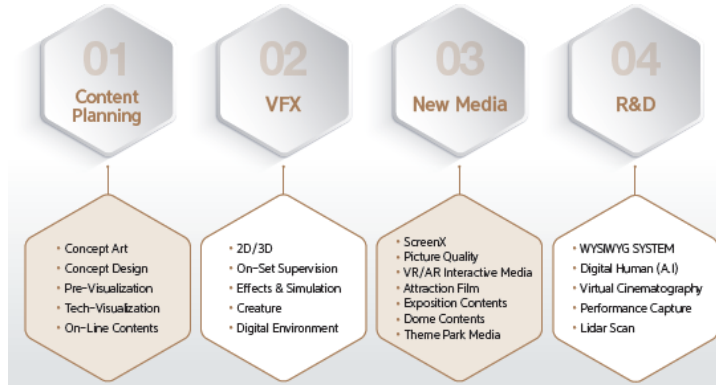 01
Content
Planning
02
VFX
03
New Media
04
R&D
• Concept Art
• Concept Design
• Pre-Visualization
• Tech-Visualization
• On-Line Contents
• 2D/3D
• On-Set Supervision
• Effects & Simulation
• Creature
• Digital Environment
• ScreenX
• Picture Quality
• VR/AR Interactive Media
• Attraction Film
• Exposition Contents
• Dome Contents
• Theme Park Media
• WYSIWYG SYSTEM
• Digital Human (A.I)
• Virtual Cinematography
• Performance Capture
• Lidar Scan